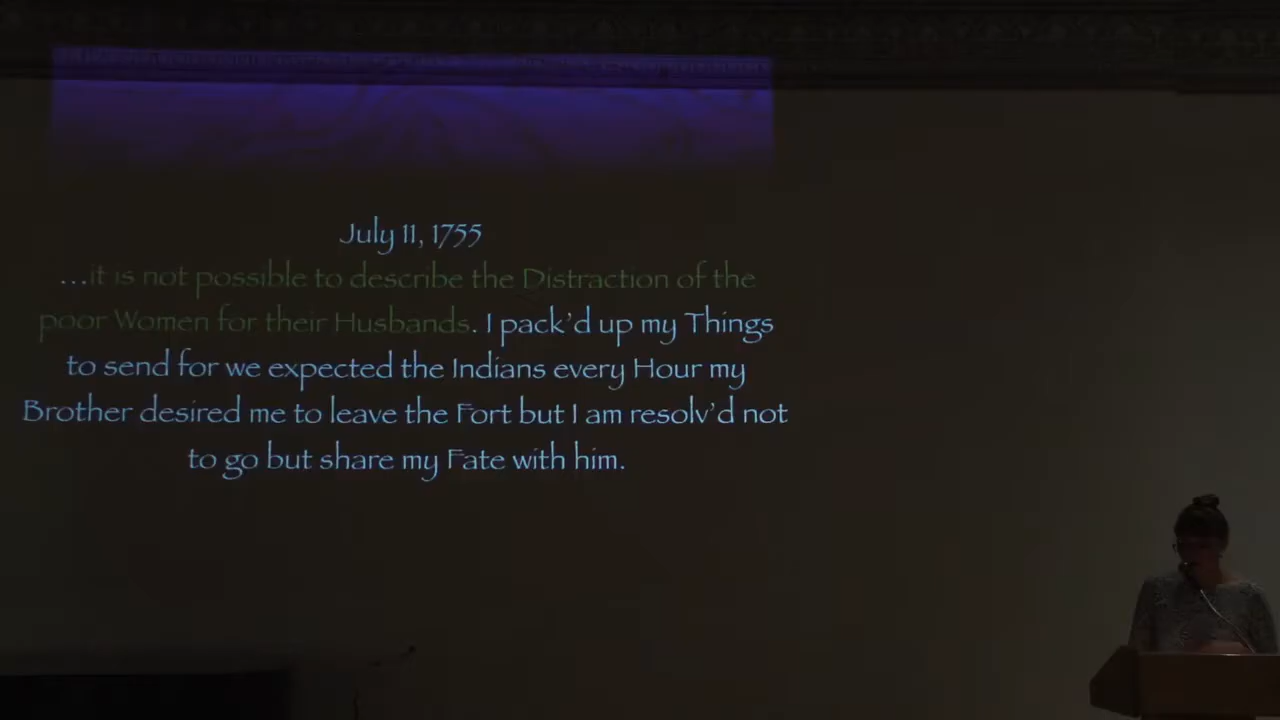 July 11, 1755
...it is not possible to describe the Distraction of the
poor Women for their Husbands. I pack'd up my Things
to send for we expected the Indians every Hour my
Brother desired me to leave the Fort but I am resolv'd not
to go but share my Fate with him.